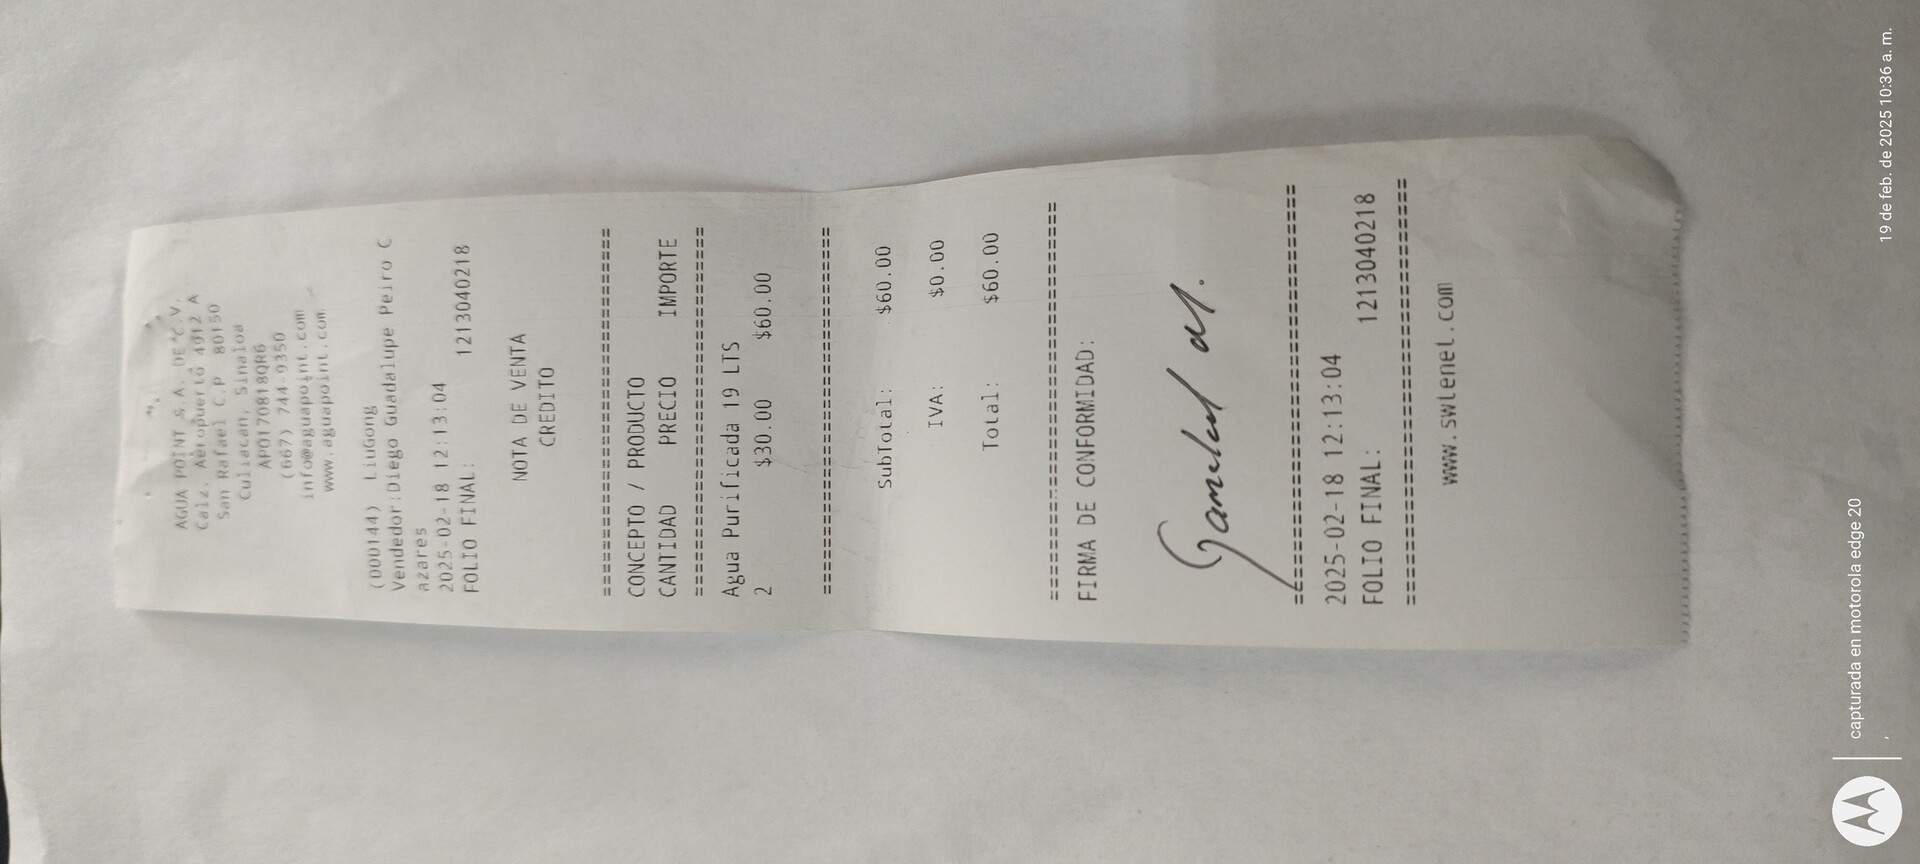 AGUA POINT S.A. DE C.V.
Calz. Aeropuerto 4912 A
San Rafael C.P 80150
Culiacan, Sinaloa
APO170818QR6
(667) 744-9350
info@aguapoint.com
www.aguapoint.com
(000144) LiuGong
Vendedor:Diego Guadalupe Peiro C
azares
2025-02-18 12:13:04
FOLIO FINAL: 1213040218
NOTA DE VENTA
CREDITO
================================
CONCEPTO / PRODUCTO
CANTIDAD PRECIO IMPORTE
================================
Agua Purificada 19 LTS
2 $30.00 $60.00
================================
SubTotal: $60.00
IVA: $0.00
Total: $60.00
================================
FIRMA DE CONFORMIDAD:
================================
2025-02-18 12:13:04
FOLIO FINAL: 1213040218
================================
www.swtenet.com
capturada en motorola edge 20
19 de feb. de 2025 10:36 a. m.